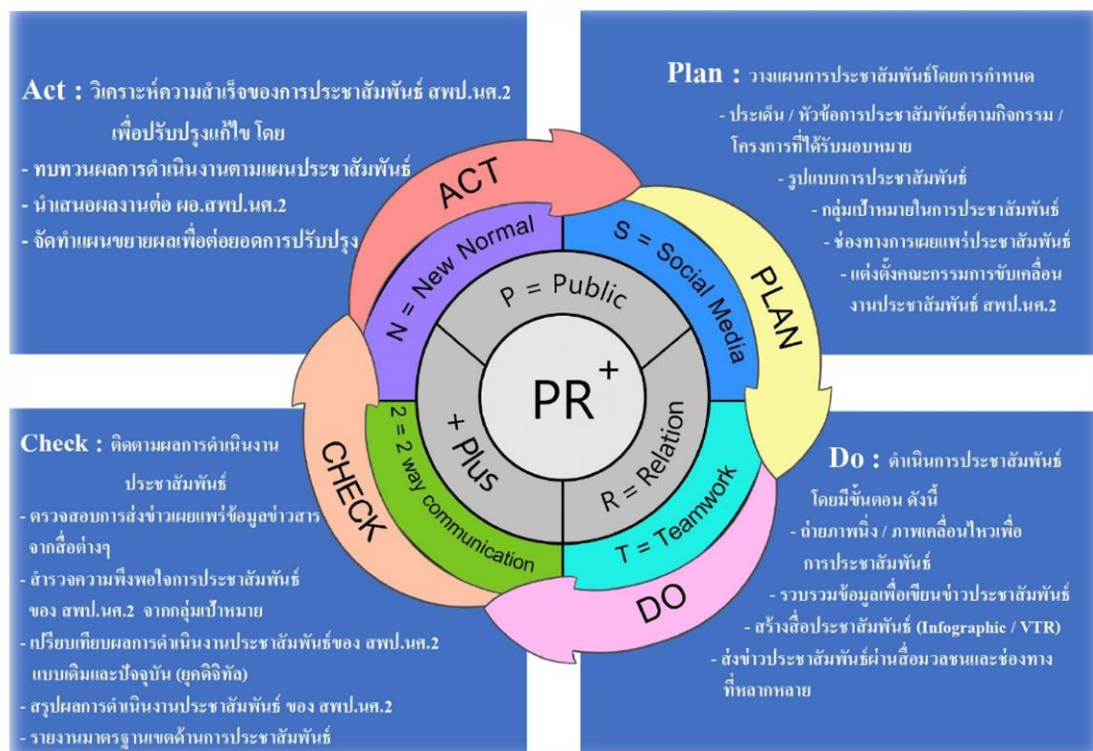 Act : วิเคราะห์ความสำเร็จของการประชาสัมพันธ์ สพป.นศ.2
เพื่อปรับปรุงแก้ไข โดย
- ทบทวนผลการดำเนินงานตามแผนประชาสัมพันธ์
- นำเสนอผลงานต่อ ผอ.สพป.นศ.2
- จัดทำแผนขยายผลเพื่อต่อยอดการปรับปรุง
Plan : วางแผนการประชาสัมพันธ์โดยการกำหนด
- ประเด็น / หัวข้อการประชาสัมพันธ์ตามกิจกรรม /
โครงการที่ได้รับมอบหมาย
- รูปแบบการประชาสัมพันธ์
- กลุ่มเป้าหมายในการประชาสัมพันธ์
- ช่องทางการเผยแพร่ประชาสัมพันธ์
- แต่งตั้งคณะกรรมการขับเคลื่อน
งานประชาสัมพันธ์ สพป.นศ.2
ACT
PLAN
DO
CHECK
N = New Normal
S = Social Media
T = Teamwork
2 = 2 way communication
P = Public
R = Relation
+ Plus
PR +
Check : ติดตามผลการดำเนินงาน
ประชาสัมพันธ์
- ตรวจสอบการส่งข่าวเผยแพร่ข้อมูลข่าวสาร
จากสื่อต่างๆ
- สำรวจความพึงพอใจการประชาสัมพันธ์
ของ สพป.นศ.2 จากกลุ่มเป้าหมาย
- เปรียบเทียบผลการดำเนินงานประชาสัมพันธ์ของ สพป.นศ.2
แบบเดิมและปัจจุบัน (ยุคดิจิทัล)
- สรุปผลการดำเนินงานประชาสัมพันธ์ ของ สพป.นศ.2
- รายงานมาตรฐานเขตด้านการประชาสัมพันธ์
Do : ดำเนินการประชาสัมพันธ์
โดยมีขั้นตอน ดังนี้
- ถ่ายภาพนิ่ง / ภาพเคลื่อนไหวเพื่อ
การประชาสัมพันธ์
- รวบรวมข้อมูลเพื่อเขียนข่าวประชาสัมพันธ์
- สร้างสื่อประชาสัมพันธ์ (Infographic / VTR)
- ส่งข่าวประชาสัมพันธ์ผ่านสื่อมวลชนและช่องทาง
ที่หลากหลาย